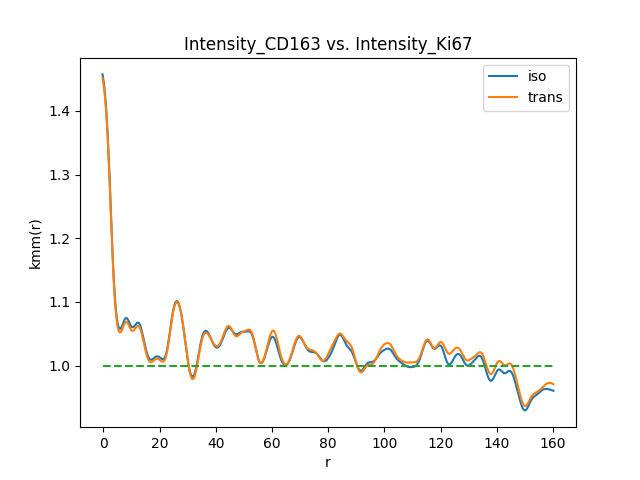 Intensity_CD163 vs. Intensity_Ki67
iso
trans
kmm(r)
1.4
1.3
1.2
1.1
1.0
0 20 40 60 80 100 120 140 160
r